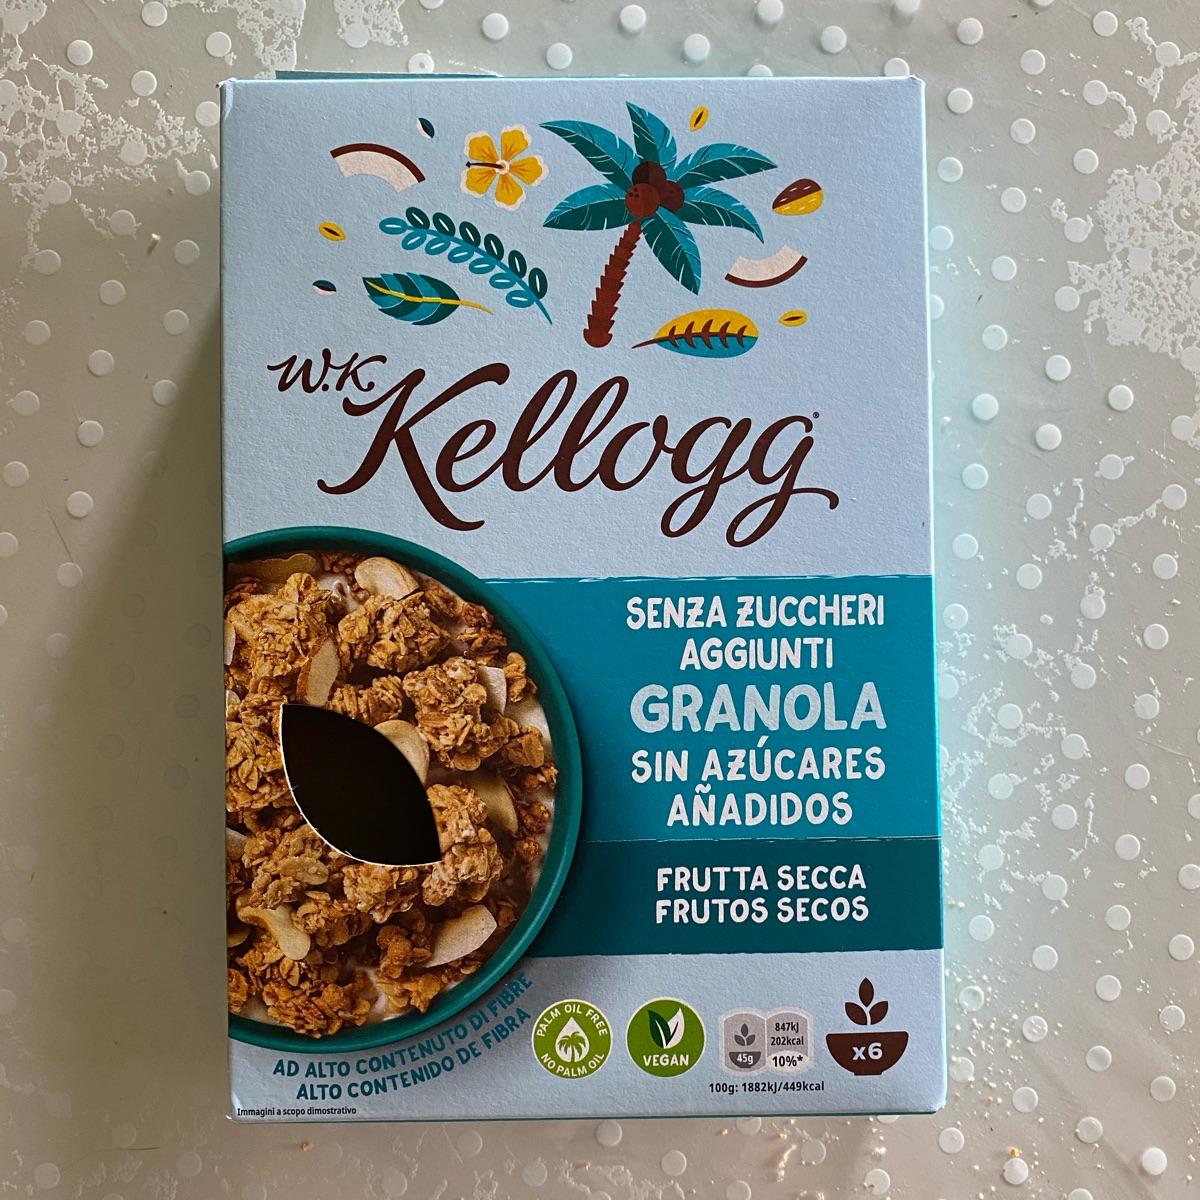 W.K.
Kellogg®
SENZA ZUCCHERI
AGGIUNTI
GRANOLA
SIN AZÚCARES
AÑADIDOS
FRUTTA SECCA
FRUTOS SECOS
AD ALTO CONTENUTO DI FIBRE
ALTO CONTENIDO DE FIBRA
PALM OIL FREE
NO PALM OIL
VEGAN
45g
847kJ
202kcal
10%*
x6
100g: 1882kJ/449kcal
Immagini a scopo dimostrativo